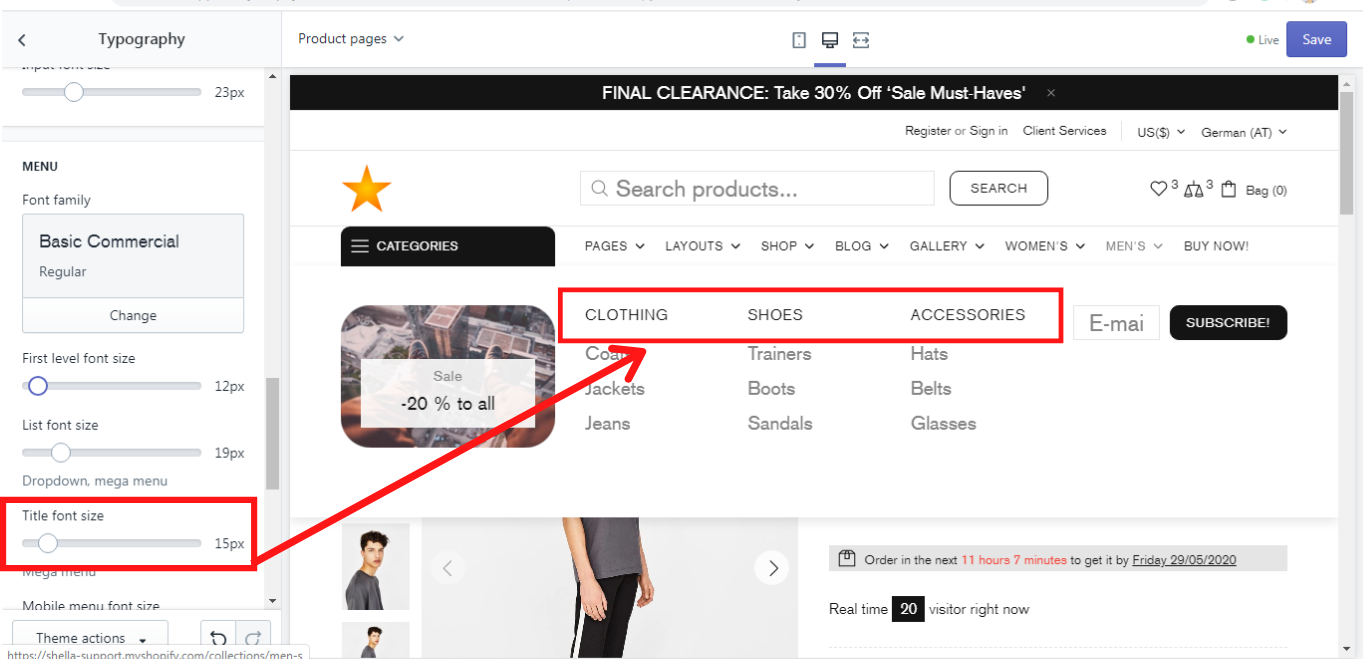 Typography
Product pages
Live
Save
Input font size
23px
MENU
Font family
Basic Commercial
Regular
Change
First level font size
12px
List font size
19px
Dropdown, mega menu
Title font size
15px
Mega menu
Mobile menu font size
Theme actions
https://shella-support.myshopify.com/collections/men-s
FINAL CLEARANCE: Take 30% Off 'Sale Must-Haves' ×
Register or Sign in Client Services US($) German (AT)
Search products... SEARCH 3 3 Bag (0)
CATEGORIES PAGES LAYOUTS SHOP BLOG GALLERY WOMEN'S MEN'S BUY NOW!
CLOTHING SHOES ACCESSORIES E-mai SUBSCRIBE!
Trainers Hats
Sale
-20 % to all
Jackets Boots Belts
Jeans Sandals Glasses
Order in the next 11 hours 7 minutes to get it by Friday 29/05/2020
Real time 20 visitor right now